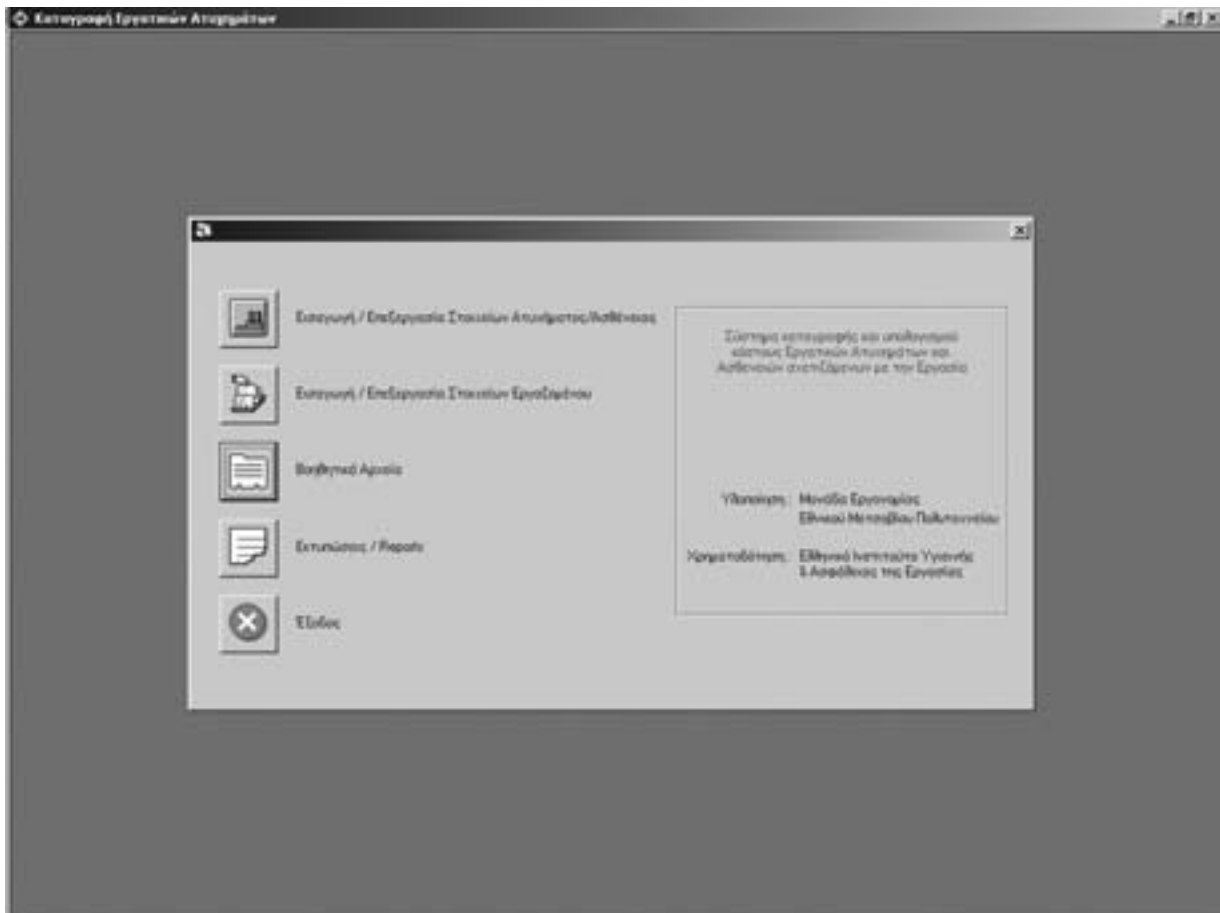 Καταγραφή Εργατικών Ατυχημάτων
Εισαγωγή / Επεξεργασία Στοιχείων Ατυχήματος/Ασθένειας
Εισαγωγή / Επεξεργασία Στοιχείων Εργαζομένου
Βοηθητικά Αρχεία
Εκτυπώσεις / Reports
Έξοδος
Σύστημα καταγραφής και υπολογισμού
κόστους Εργατικών Ατυχημάτων και
Ασθενειών σχετιζόμενων με την Εργασία
Υλοποίηση: Μονάδα Εργονομίας
Εθνικού Μετσοβίου Πολυτεχνείου
Χρηματοδότηση: Ελληνικό Ινστιτούτο Υγιεινής
& Ασφάλειας της Εργασίας